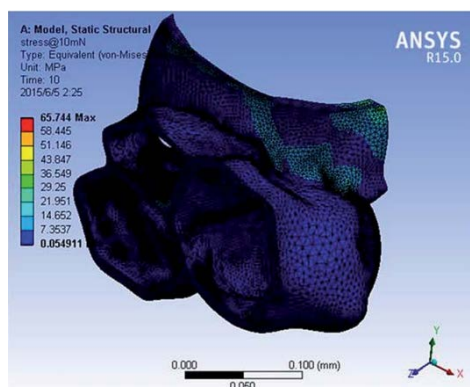 A: Model, Static Structural
stress@10mN
Type: Equivalent (von-Mises
Unit: MPa
Time: 10
2015/6/5 2:25
65.744 Max
58.445
51.146
43.847
36.549
29.25
21.951
14.652
7.3537
0.054911
ANSYS
R15.0
0.000
0.100 (mm)
0.060
Y
Z
X